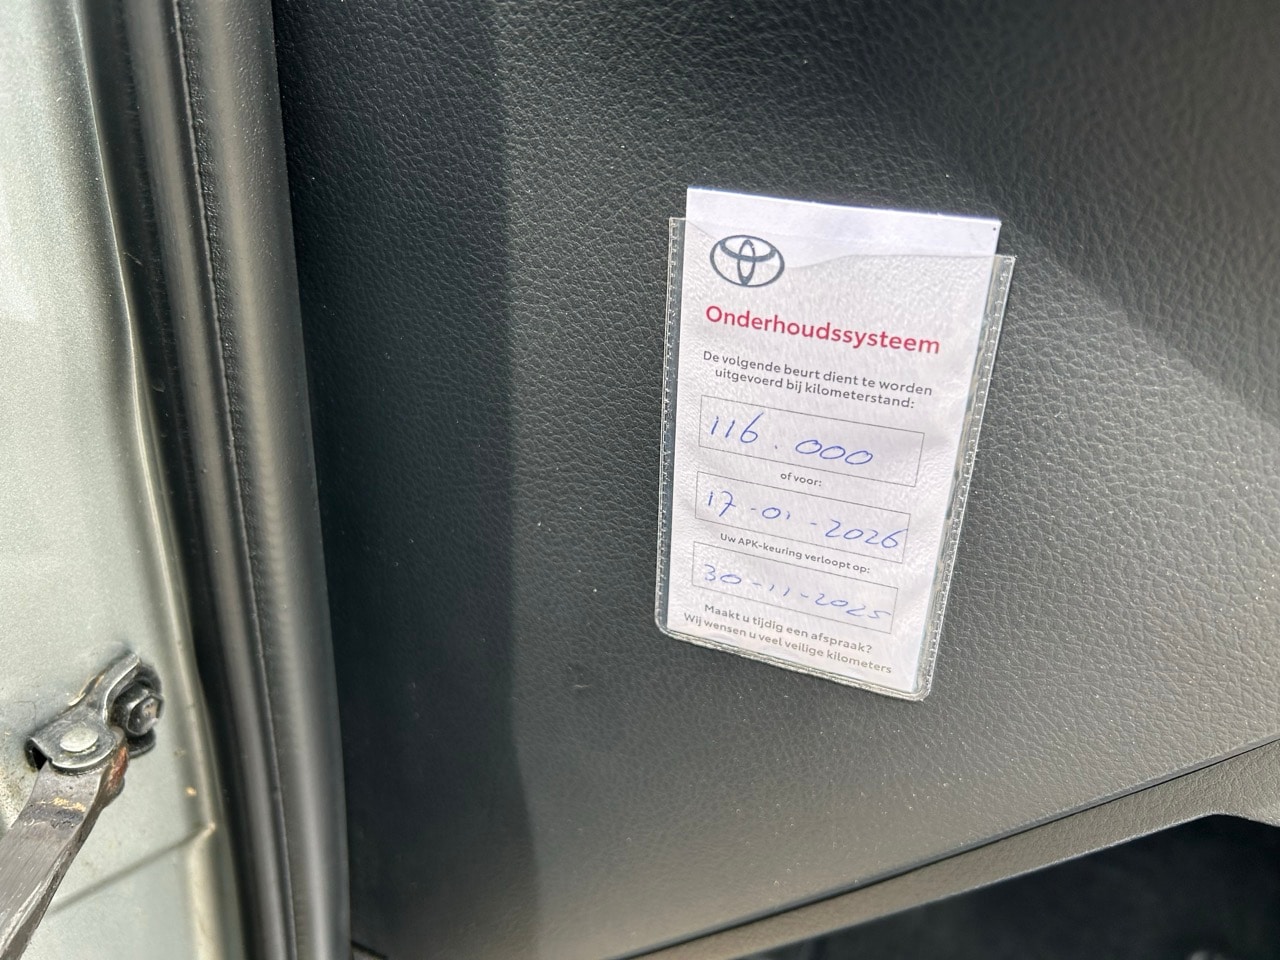 Onderhoudssysteem
De volgende beurt dient te worden
uitgevoerd bij kilometerstand:
116.000
of voor:
17-01-2026
Uw APK-keuring verloopt op:
30-11-2025
Maakt u tijdig een afspraak?
Wij wensen u veel veilige kilometers